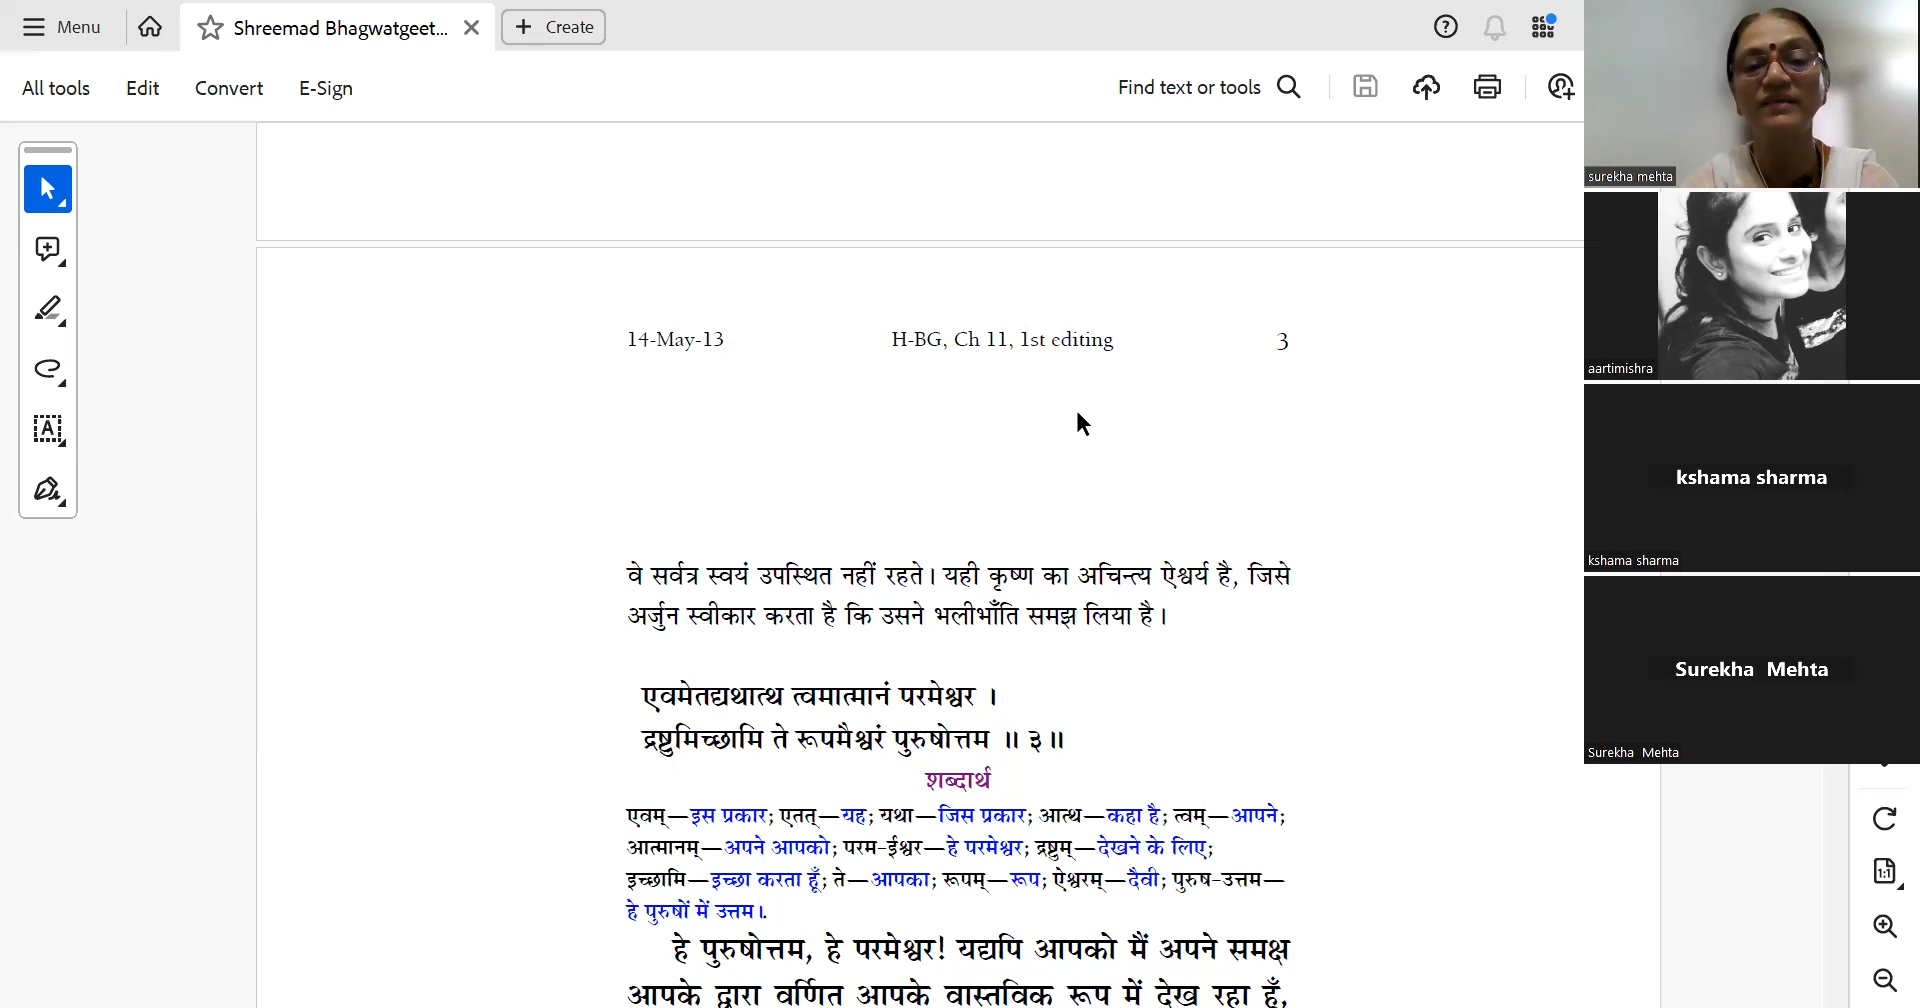 Menu
Shreemad Bhagwatgeet...
Create
All tools
Edit
Convert
E-Sign
Find text or tools
14-May-13
H-BG, Ch 11, 1st editing
3
वे सर्वत्र स्वयं उपस्थित नहीं रहते। यही कृष्ण का अचिन्त्य ऐश्वर्य है, जिसे
अर्जुन स्वीकार करता है कि उसने भलीभाँति समझ लिया है।
एवमेतद्यथात्थ त्वमात्मानं परमेश्वर ।
द्रष्टुमिच्छामि ते रूपमैश्वरं पुरुषोत्तम ॥ ३॥
शब्दार्थ
एवम्—इस प्रकार; एतत्—यह; यथा—जिस प्रकार; आत्थ—कहा है; त्वम्—आपने;
आत्मानम्—अपने आपको; परम-ईश्वर—हे परमेश्वर; द्रष्टुम्—देखने के लिए;
इच्छामि—इच्छा करता हूँ; ते—आपका; रूपम्—रूप; ऐश्वरम्—दैवी; पुरुष-उत्तम—
हे पुरुषों में उत्तम।.
हे पुरुषोत्तम, हे परमेश्वर! यद्यपि आपको मैं अपने समक्ष
आपके द्वारा वर्णित आपके वास्तविक रूप में देख रहा हूँ,
surekha mehta
aartimishra
kshama sharma
kshama sharma
Surekha Mehta
Surekha Mehta
1:1